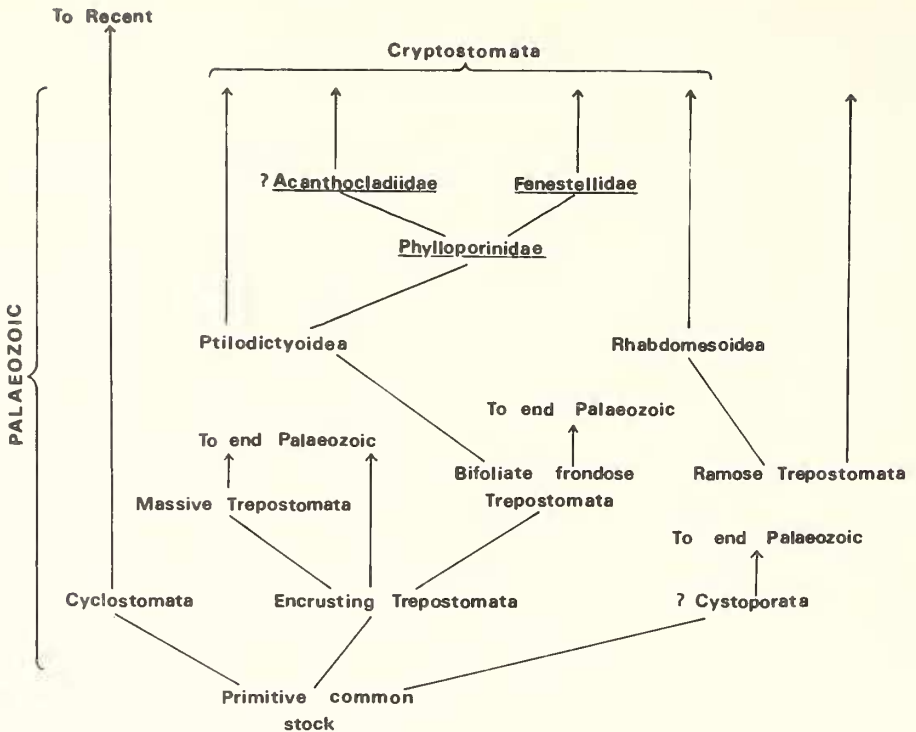 To Recent
Cryptostomata
? Acanthocladiidae
Fenestellidae
Phylloporinidae
PALAEOZOIC
Ptilodictyoidea
Rhabdomesoidea
To end Palaeozoic
To end Palaeozoic
Bifoliate frondose
Trepostomata
Ramose Trepostomata
Massive Trepostomata
To end Palaeozoic
Cyclostomata
Encrusting Trepostomata
? Cystoporata
Primitive common
stock